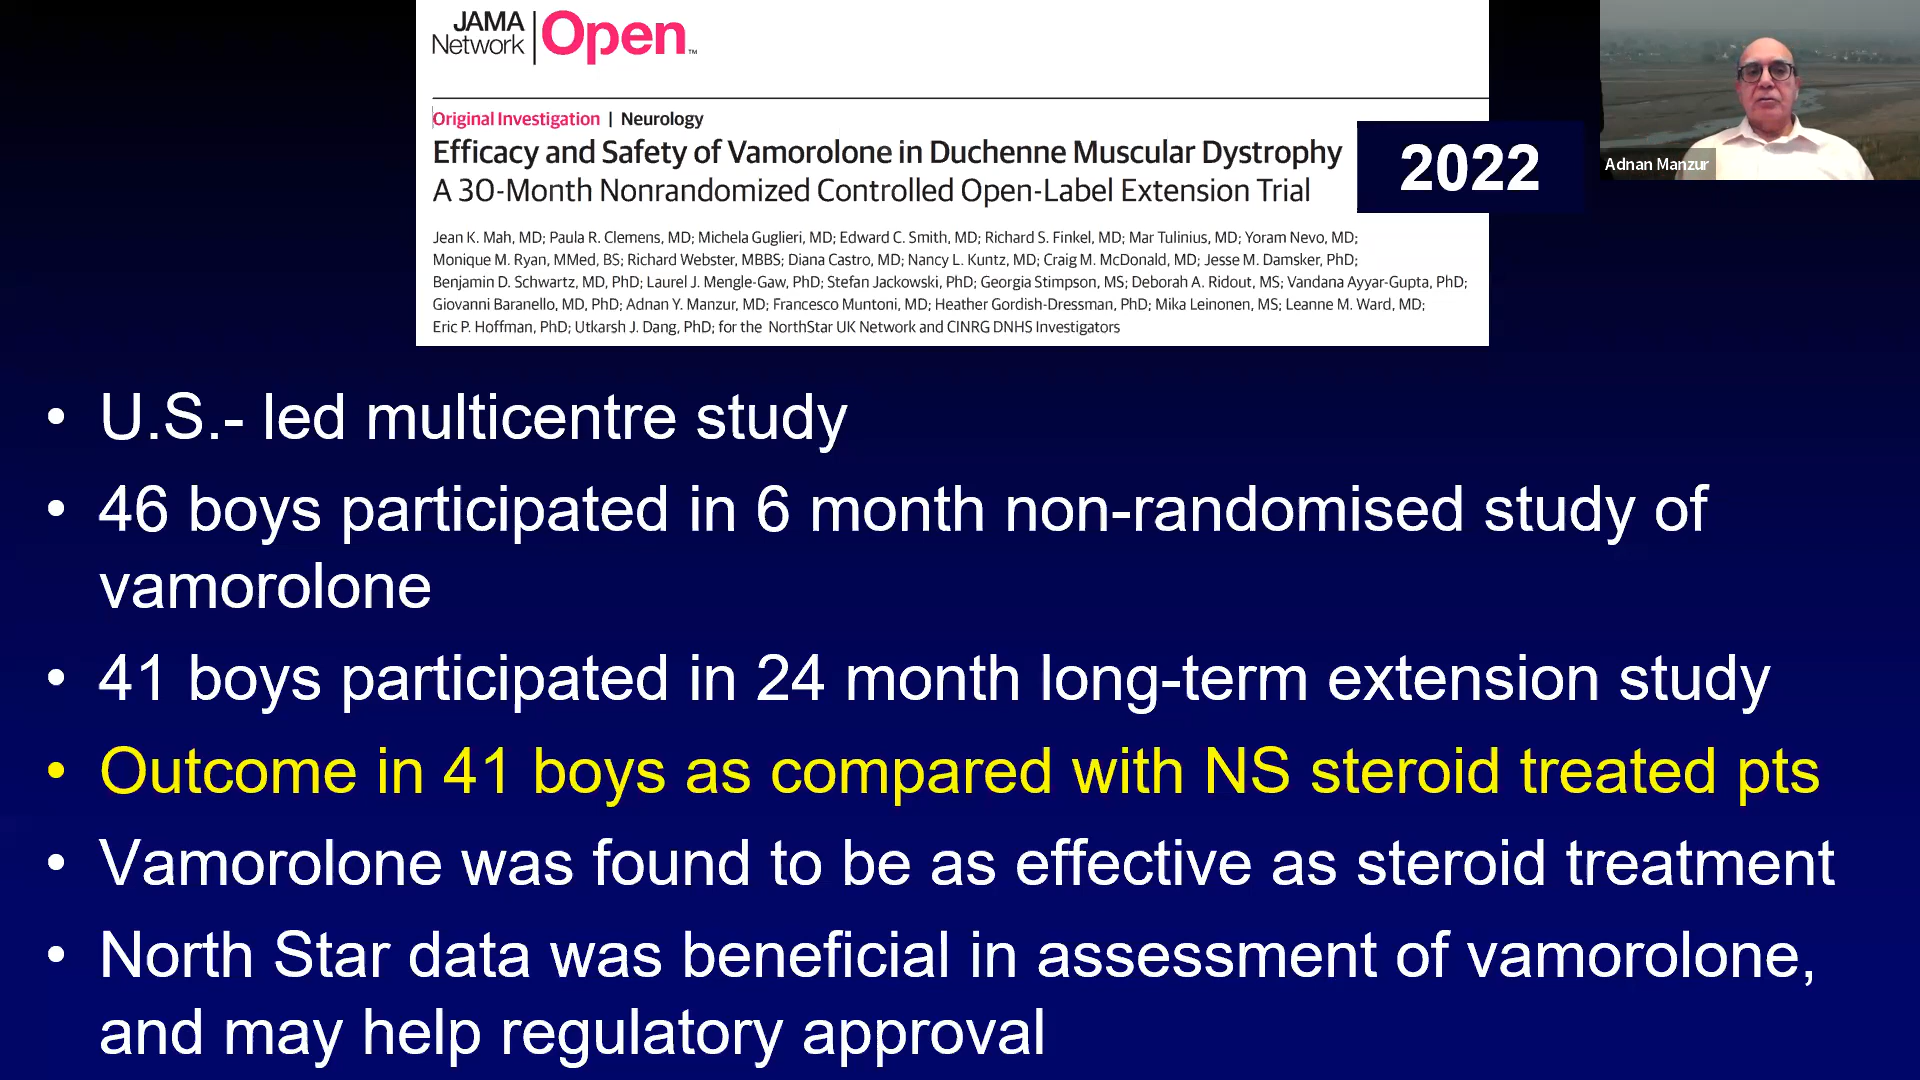 JAMA
Network
Open™
Original Investigation | Neurology
Efficacy and Safety of Vamorolone in Duchenne Muscular Dystrophy
A 30-Month Nonrandomized Controlled Open-Label Extension Trial
2022
Adnan Manzur
Jean K. Mah, MD; Paula R. Clemens, MD; Michela Guglieri, MD; Edward C. Smith, MD; Richard S. Finkel, MD; Mar Tulinius, MD; Yoram Nevo, MD;
Monique M. Ryan, MMed, BS; Richard Webster, MBBS; Diana Castro, MD; Nancy L. Kuntz, MD; Craig M. McDonald, MD; Jesse M. Damsker, PhD;
Benjamin D. Schwartz, MD, PhD; Laurel J. Mengle-Gaw, PhD; Stefan Jackowski, PhD; Georgia Stimpson, MS; Deborah A. Ridout, MS; Vandana Ayyar-Gupta, PhD;
Giovanni Baranello, MD, PhD; Adnan Y. Manzur, MD; Francesco Muntoni, MD; Heather Gordish-Dressman, PhD; Mika Leinonen, MS; Leanne M. Ward, MD;
Eric P. Hoffman, PhD; Utkarsh J. Dang, PhD; for the NorthStar UK Network and CINRG DNHS Investigators
• U.S.- led multicentre study
• 46 boys participated in 6 month non-randomised study of
vamorolone
• 41 boys participated in 24 month long-term extension study
• Outcome in 41 boys as compared with NS steroid treated pts
• Vamorolone was found to be as effective as steroid treatment
• North Star data was beneficial in assessment of vamorolone,
and may help regulatory approval